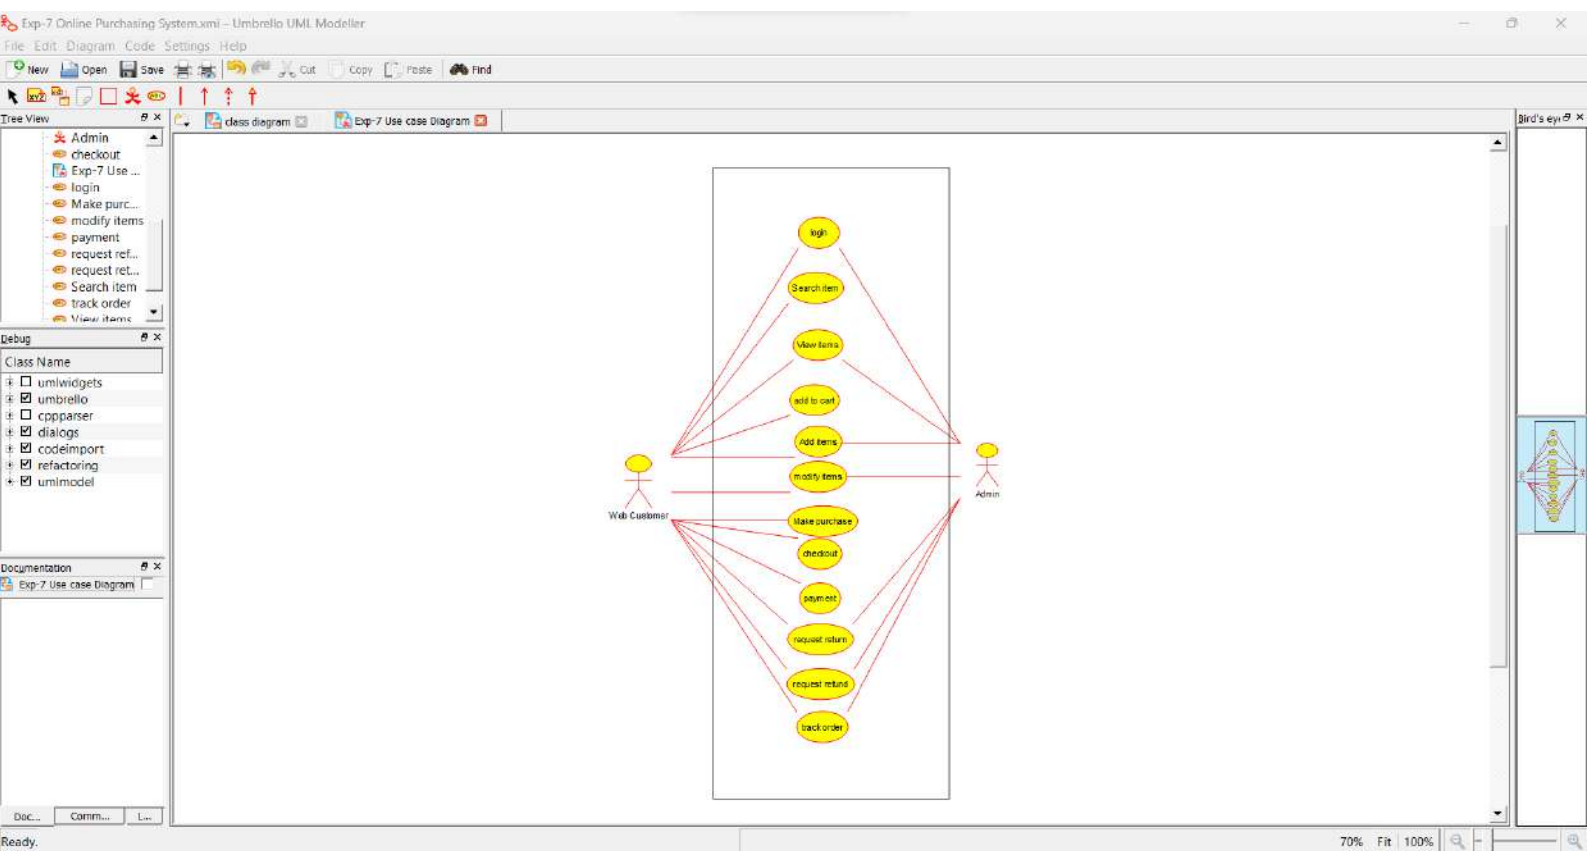 Exp-7 Online Purchasing System.xmi – Umbrello UML Modeller
File Edit Diagram Code Settings Help
New Open Save Cut Copy Paste Find
Tree View
class diagram
Exp-7 Use case Diagram
Bird's ey
Admin
checkout
Exp-7 Use ...
login
Make purc...
modify items
payment
request ref...
request ret...
Search item
track order
View items
Debug
Class Name
umlwidgets
umbrello
cppparser
dialogs
codeimport
refactoring
umlmodel
Documentation
Exp-7 Use case Diagram
Doc... Comm... L...
login
Search item
View items
add to cart
Add items
modify items
Make purchase
checkout
payment
request return
request refund
track order
Web Customer
Admin
Ready.
70% Fit 100%